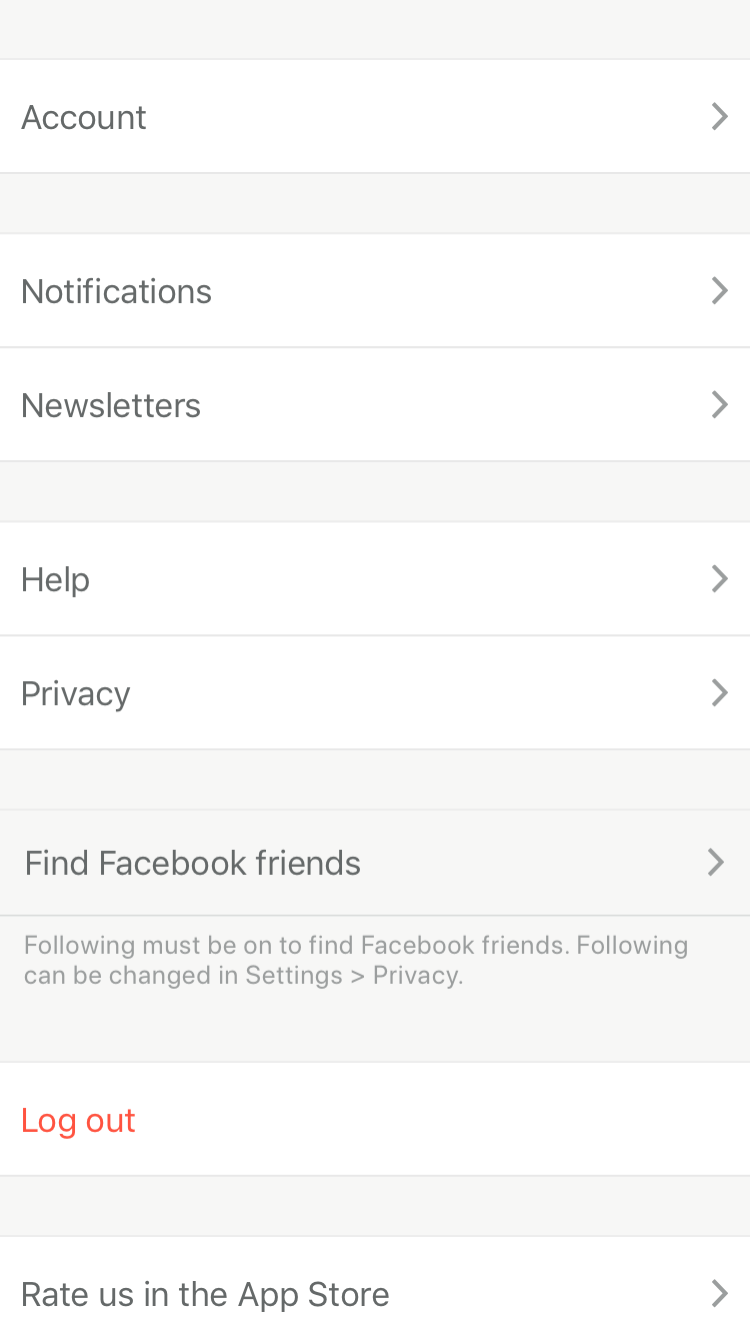 Account
Notifications
Newsletters
Help
Privacy
Find Facebook friends
Following must be on to find Facebook friends. Following
can be changed in Settings > Privacy.
Log out
Rate us in the App Store